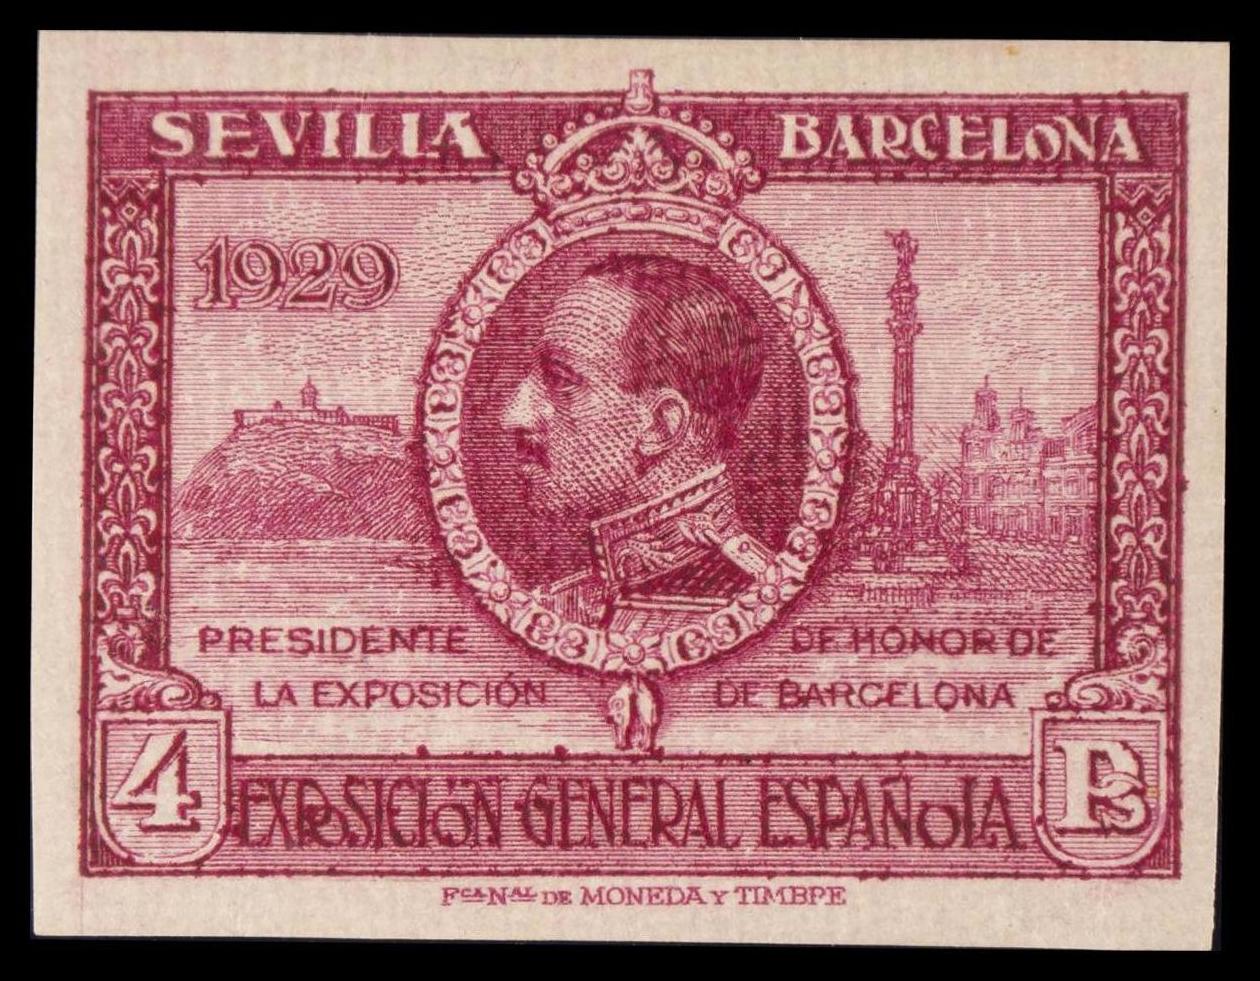 SEVILLA BARCELONA
1929
PRESIDENTE DE HONOR DE
LA EXPOSICIÓN DE BARCELONA
4 EXPOSICIÓN GENERAL ESPAÑOLA PS
FCA NAL DE MONEDA Y TIMBRE